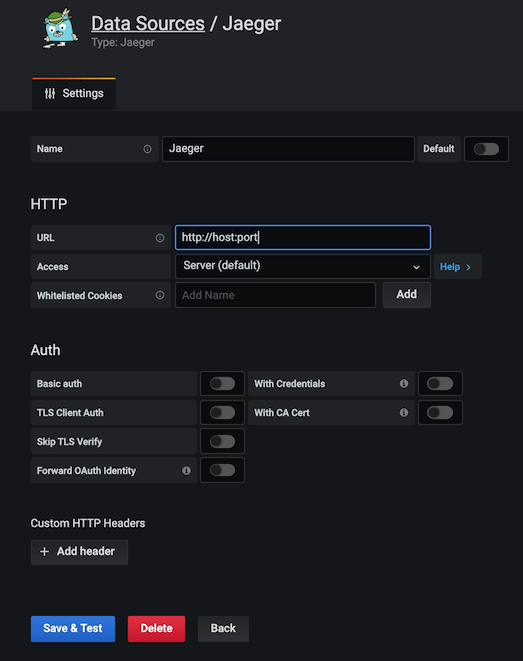 Data Sources / Jaeger
Type: Jaeger
Settings
Name
Jaeger
Default
HTTP
URL
http://host:port
Access
Server (default)
Help >
Whitelisted Cookies
Add Name
Add
Auth
Basic auth
With Credentials
TLS Client Auth
With CA Cert
Skip TLS Verify
Forward OAuth Identity
Custom HTTP Headers
+ Add header
Save & Test
Delete
Back